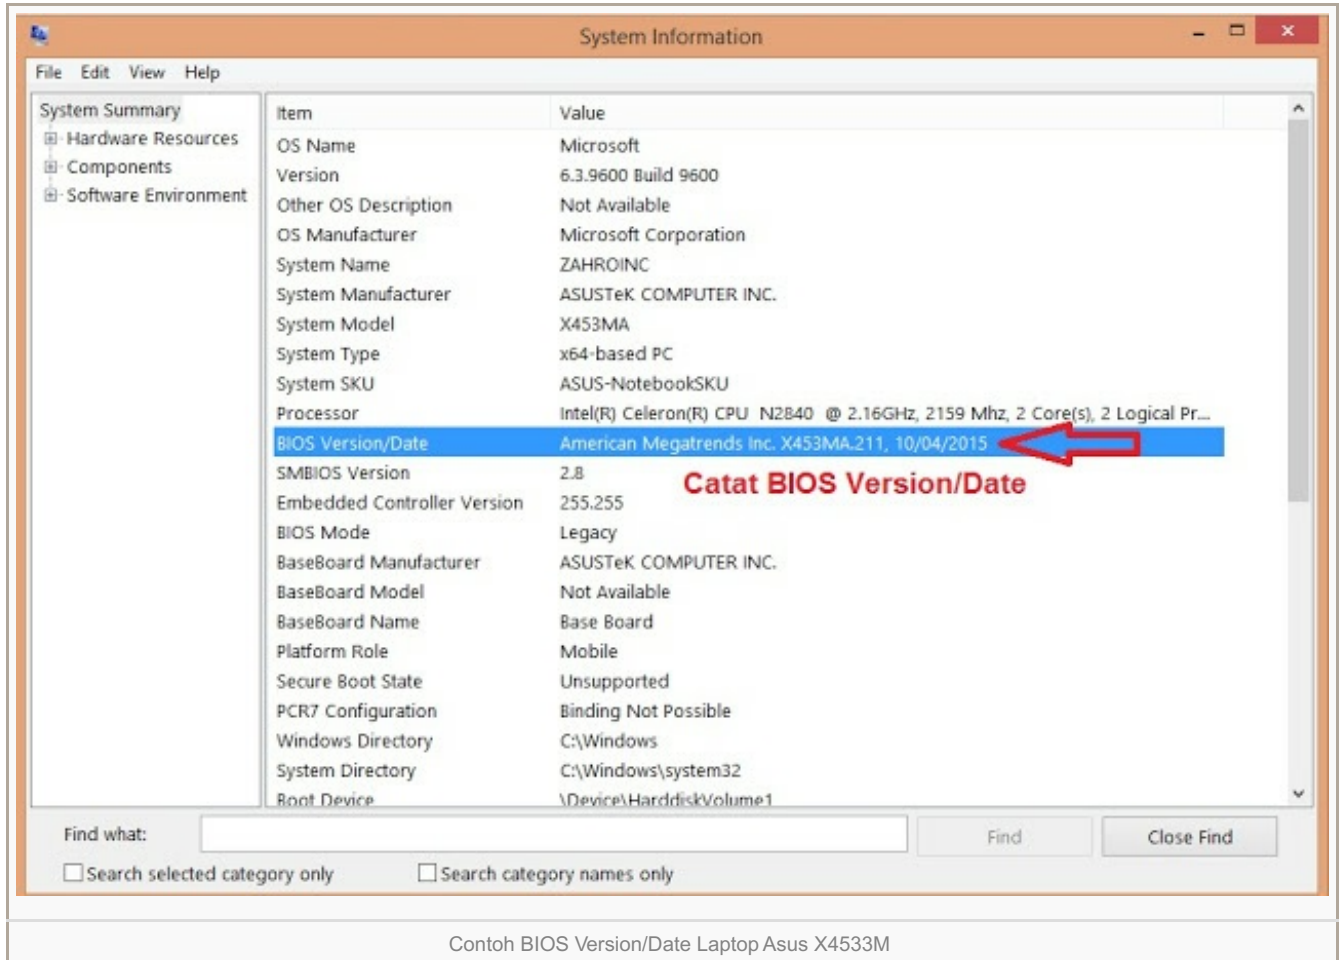 System Information
File Edit View Help
System Summary
Hardware Resources
Components
Software Environment
Item Value
OS Name Microsoft
Version 6.3.9600 Build 9600
Other OS Description Not Available
OS Manufacturer Microsoft Corporation
System Name ZAHROINC
System Manufacturer ASUSTeK COMPUTER INC.
System Model X453MA
System Type x64-based PC
System SKU ASUS-NotebookSKU
Processor Intel(R) Celeron(R) CPU N2840 @ 2.16GHz, 2159 Mhz, 2 Core(s), 2 Logical Pr...
BIOS Version/Date American Megatrends Inc. X453MA.211, 10/04/2015
SMBIOS Version 2.8
Catat BIOS Version/Date
Embedded Controller Version 255.255
BIOS Mode Legacy
BaseBoard Manufacturer ASUSTeK COMPUTER INC.
BaseBoard Model Not Available
BaseBoard Name Base Board
Platform Role Mobile
Secure Boot State Unsupported
PCR7 Configuration Binding Not Possible
Windows Directory C:\Windows
System Directory C:\Windows\system32
Boot Device \Device\HarddiskVolume1
Find what: Find Close Find
Search selected category only Search category names only
Contoh BIOS Version/Date Laptop Asus X4533M